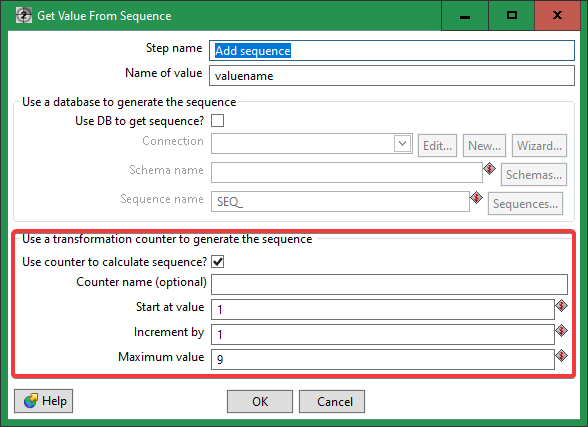 Get Value From Sequence
Step name Add sequence
Name of value valuename
Use a database to generate the sequence
Use DB to get sequence?
Connection Edit... New... Wizard...
Schema name Schemas...
Sequence name SEQ_ Sequences...
Use a transformation counter to generate the sequence
Use counter to calculate sequence?
Counter name (optional)
Start at value 1
Increment by 1
Maximum value 9
Help OK Cancel